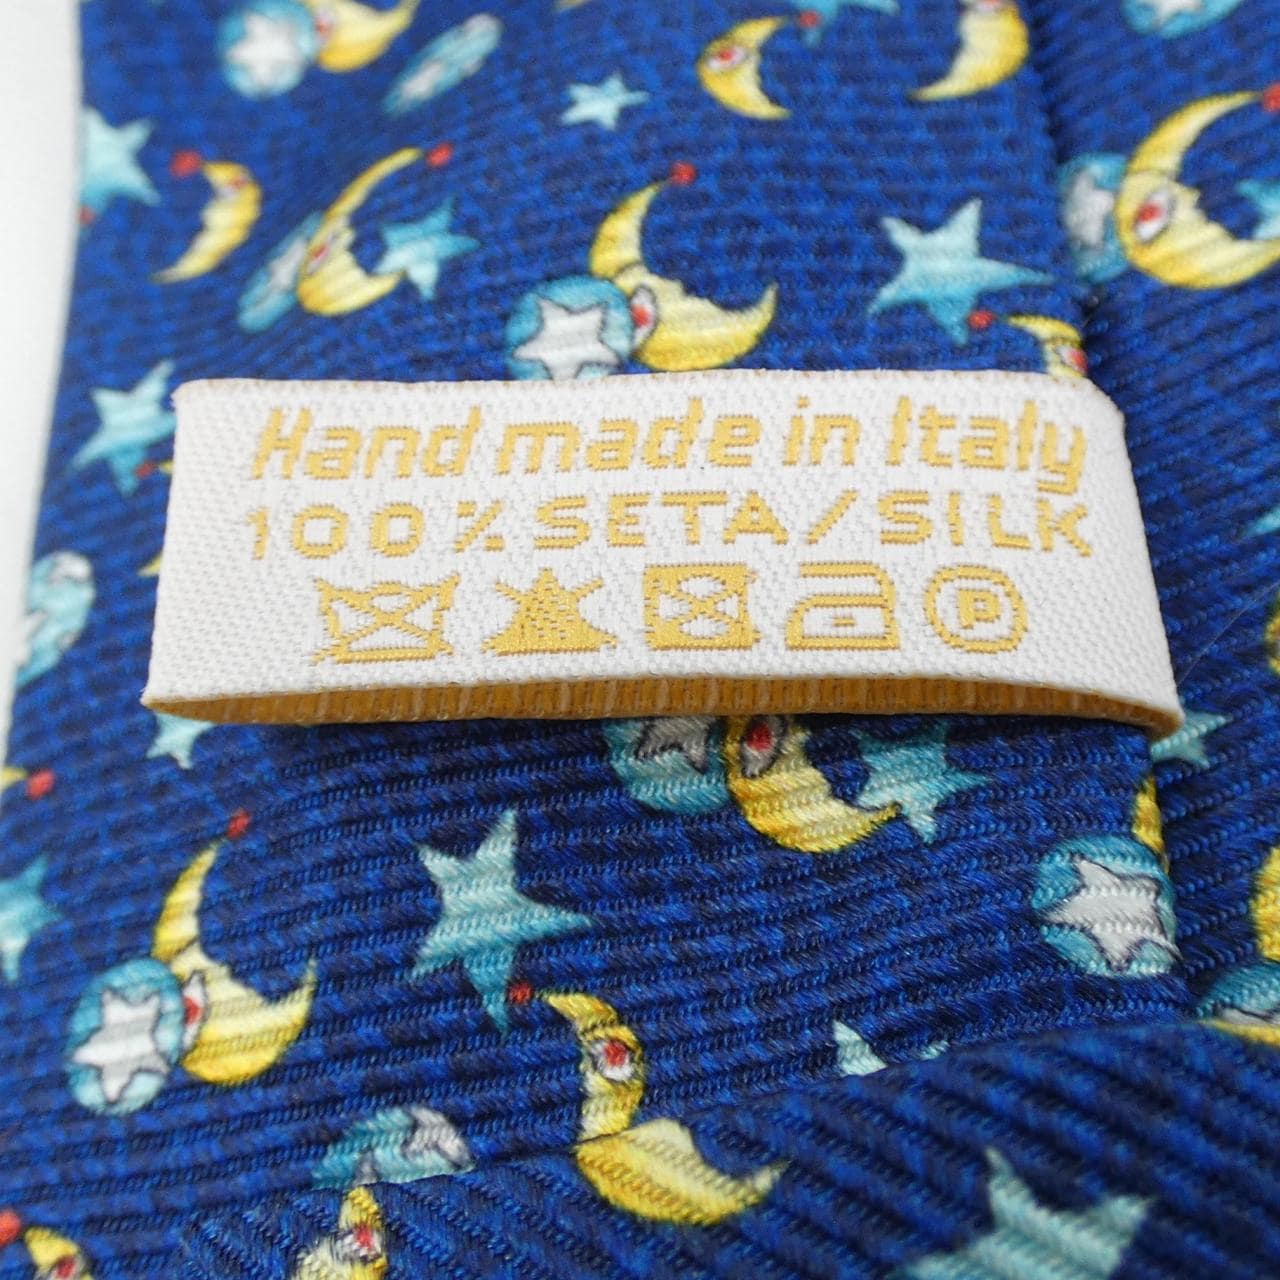 Hand made in Italy
100% SETA/SILK
P